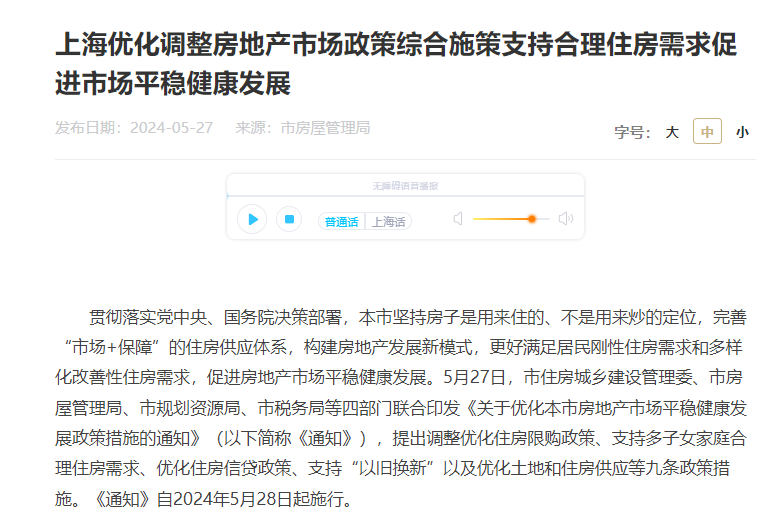 上海优化调整房地产市场政策综合施策支持合理住房需求促
进市场平稳健康发展
发布日期：2024-05-27 来源：市房屋管理局
字号： 大 中 小
无障碍语音播报
普通话 上海话
贯彻落实党中央、国务院决策部署，本市坚持房子是用来住的、不是用来炒的定位，完善
“市场+保障”的住房供应体系，构建房地产发展新模式，更好满足居民刚性住房需求和多样
化改善性住房需求，促进房地产市场平稳健康发展。5月27日，市住房城乡建设管理委、市房
屋管理局、市规划资源局、市税务局等四部门联合印发《关于优化本市房地产市场平稳健康发
展政策措施的通知》（以下简称《通知》），提出调整优化住房限购政策、支持多子女家庭合
理住房需求、优化住房信贷政策、支持“以旧换新”以及优化土地和住房供应等九条政策措
施。《通知》自2024年5月28日起施行。